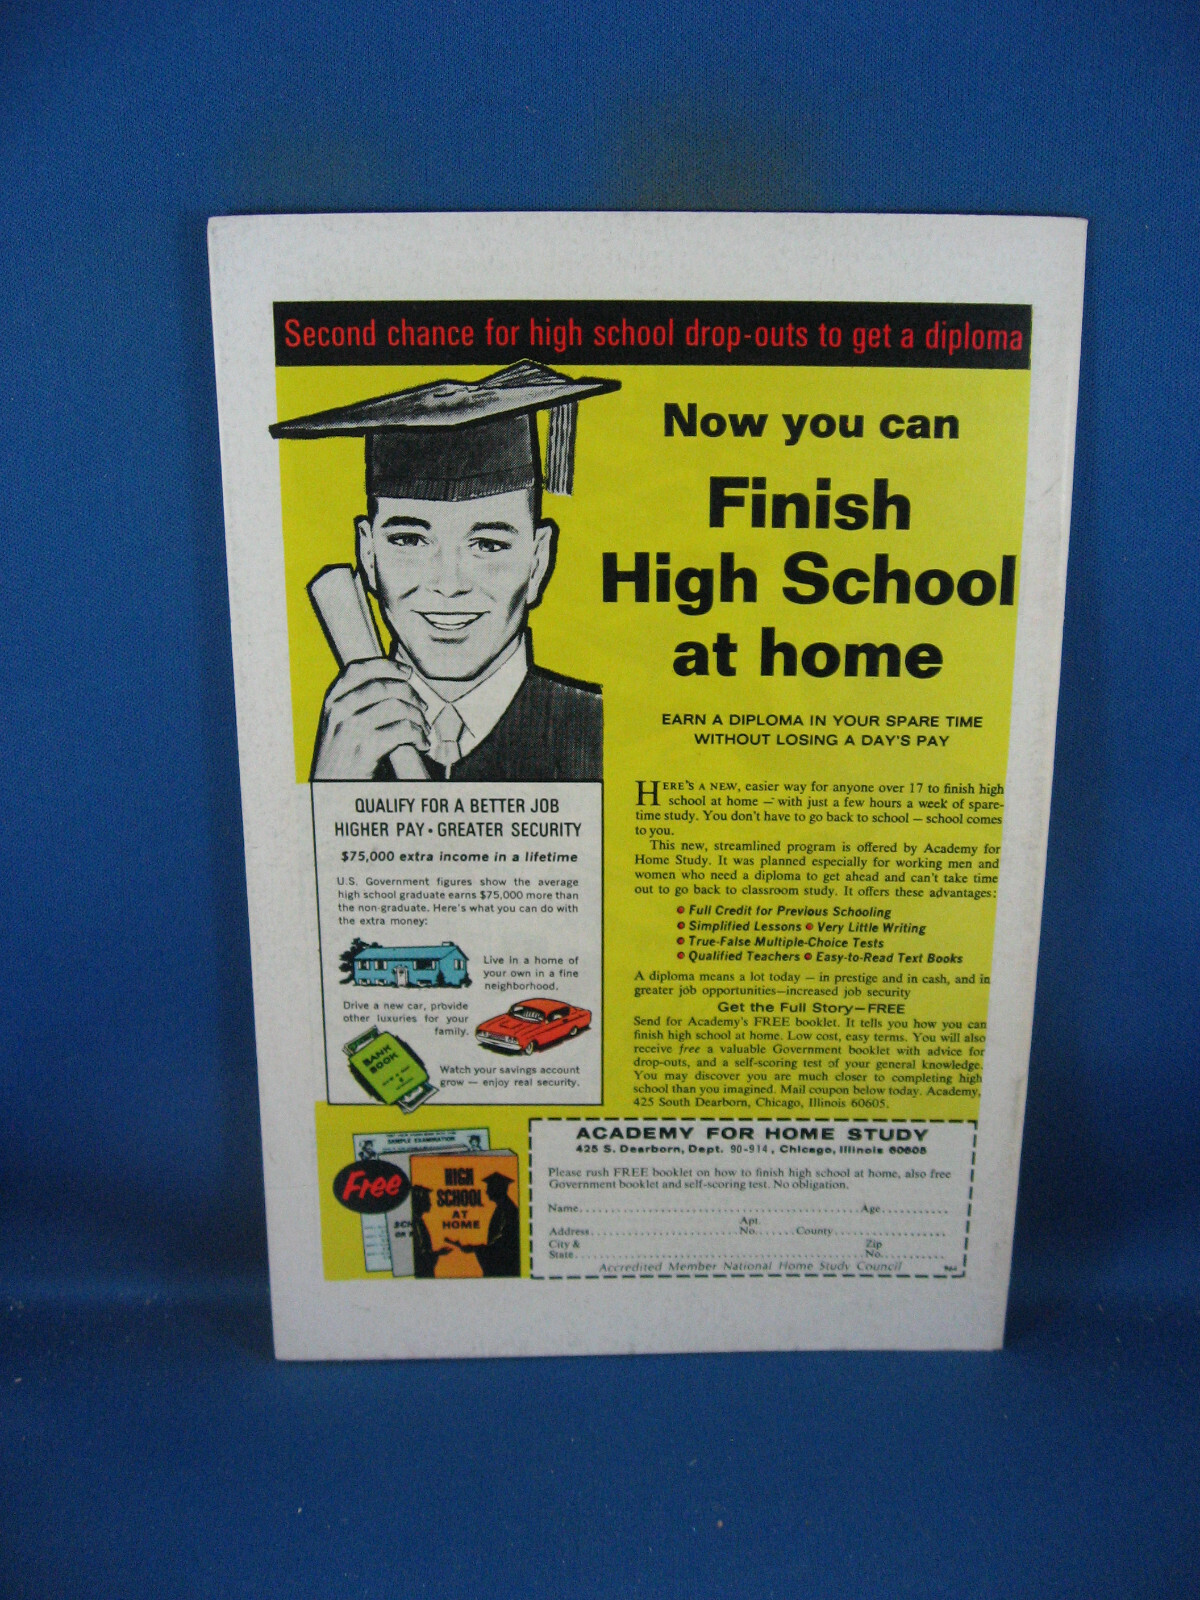 Second chance for high school drop-outs to get a diploma
Now you can
Finish
High School
at home
EARN A DIPLOMA IN YOUR SPARE TIME
WITHOUT LOSING A DAY'S PAY
QUALIFY FOR A BETTER JOB
HIGHER PAY • GREATER SECURITY
$75,000 extra income in a lifetime
U.S. Government figures show the average
high school graduate earns $75,000 more than
the non-graduate. Here's what you can do with
the extra money:
Live in a home of
your own in a fine
neighborhood.
Drive a new car, provide
other luxuries for your
family.
BANK
BOOK
Watch your savings account
grow — enjoy real security.
HERE'S A NEW, easier way for anyone over 17 to finish high
school at home — with just a few hours a week of spare-
time study. You don't have to go back to school — school comes
to you.
This new, streamlined program is offered by Academy for
Home Study. It was planned especially for working men and
women who need a diploma to get ahead and can't take time
out to go back to classroom study. It offers these advantages:
• Full Credit for Previous Schooling
• Simplified Lessons • Very Little Writing
• True-False Multiple-Choice Tests
• Qualified Teachers • Easy-to-Read Text Books
A diploma means a lot today — in prestige and in cash, and in
greater job opportunities—increased job security
Get the Full Story—FREE
Send for Academy's FREE booklet. It tells you how you can
finish high school at home. Low cost, easy terms. You will also
receive free a valuable Government booklet with advice for
drop-outs, and a self-scoring test of your general knowledge.
You may discover you are much closer to completing high
school than you imagined. Mail coupon below today. Academy,
425 South Dearborn, Chicago, Illinois 60605.
SAMPLE EXAMINATION
Free
HIGH
SCHOOL
AT
HOME
ACADEMY FOR HOME STUDY
425 S. Dearborn, Dept. 90-914, Chicago, Illinois 60605
Please rush FREE booklet on how to finish high school at home, also free
Government booklet and self-scoring test. No obligation.
Name Age
Address Apt. No. County
City & State Zip No.
Accredited Member National Home Study Council